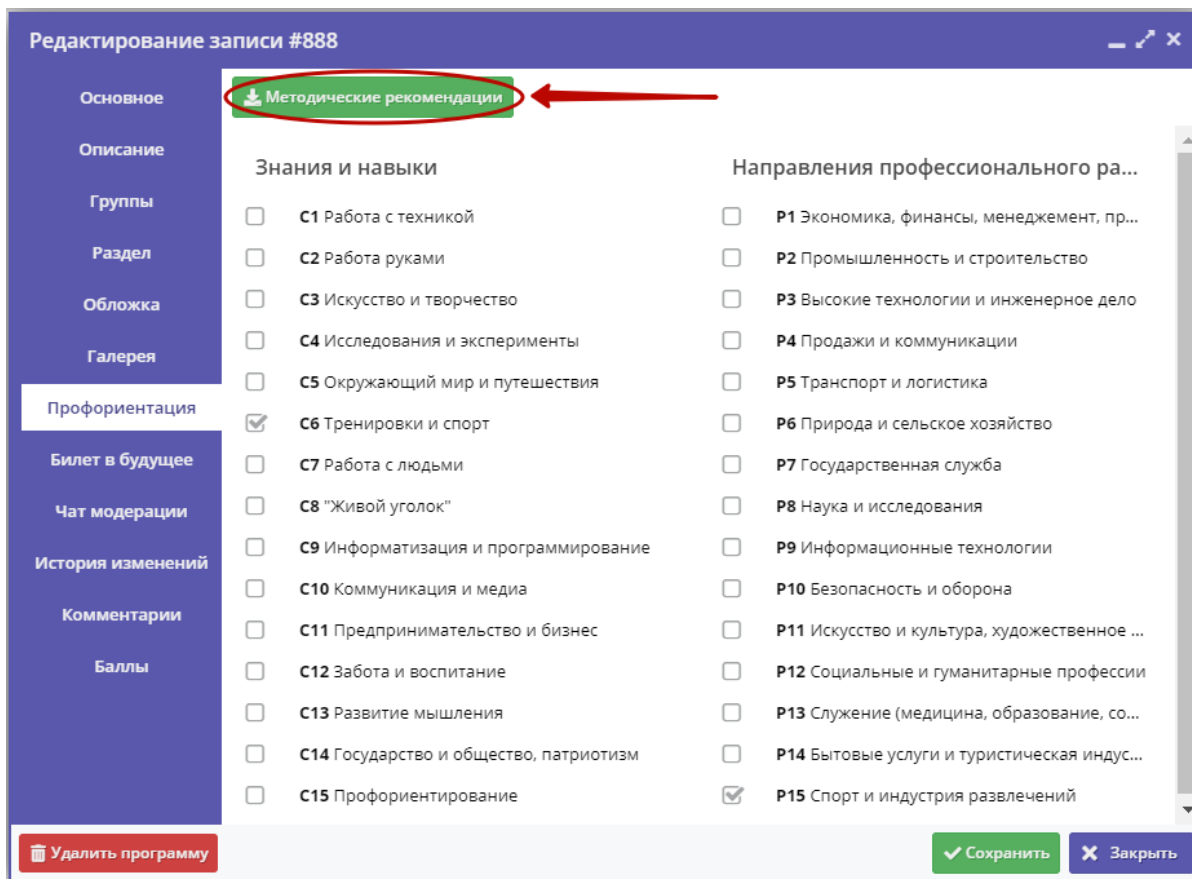 Редактирование записи #888
Основное
Описание
Группы
Раздел
Обложка
Галерея
Профориентация
Билет в будущее
Чат модерации
История изменений
Комментарии
Баллы
Методические рекомендации
Знания и навыки
C1 Работа с техникой
C2 Работа руками
C3 Искусство и творчество
C4 Исследования и эксперименты
C5 Окружающий мир и путешествия
C6 Тренировки и спорт
C7 Работа с людьми
C8 "Живой уголок"
C9 Информатизация и программирование
C10 Коммуникация и медиа
C11 Предпринимательство и бизнес
C12 Забота и воспитание
C13 Развитие мышления
C14 Государство и общество, патриотизм
C15 Профориентирование
Направления профессионального ра...
P1 Экономика, финансы, менеджемент, пр...
P2 Промышленность и строительство
P3 Высокие технологии и инженерное дело
P4 Продажи и коммуникации
P5 Транспорт и логистика
P6 Природа и сельское хозяйство
P7 Государственная служба
P8 Наука и исследования
P9 Информационные технологии
P10 Безопасность и оборона
P11 Искусство и культура, художественное ...
P12 Социальные и гуманитарные профессии
P13 Служение (медицина, образование, со...
P14 Бытовые услуги и туристическая индус...
P15 Спорт и индустрия развлечений
Удалить программу
Сохранить
Закрыть